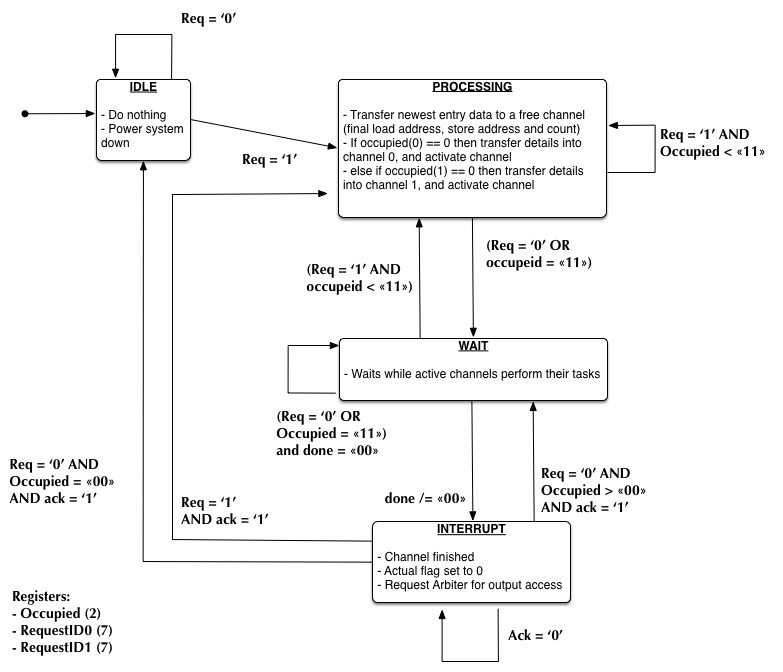 Req = ‘0’
IDLE
- Do nothing
- Power system
down
PROCESSING
- Transfer newest entry data to a free channel
(final load address, store address and count)
- If occupied(0) == 0 then transfer details into
channel 0, and activate channel
- else if occupied(1) == 0 then transfer details
into channel 1, and activate channel
Req = ‘1’ AND
Occupied < «11»
Req = ‘1’
(Req = ‘1’ AND
occupeid < «11»)
(Req = ‘0’ OR
occupeid = «11»)
WAIT
- Waits while active channels perform their tasks
(Req = ‘0’ OR
Occupied = «11»)
and done = «00»
Req = ‘0’ AND
Occupied = «00»
AND ack = ‘1’
Req = ‘1’
AND ack = ‘1’
done /= «00»
Req = ‘0’ AND
Occupied > «00»
AND ack = ‘1’
INTERRUPT
- Channel finished
- Actual flag set to 0
- Request Arbiter for output access
Ack = ‘0’
Registers:
- Occupied (2)
- RequestID0 (7)
- RequestID1 (7)